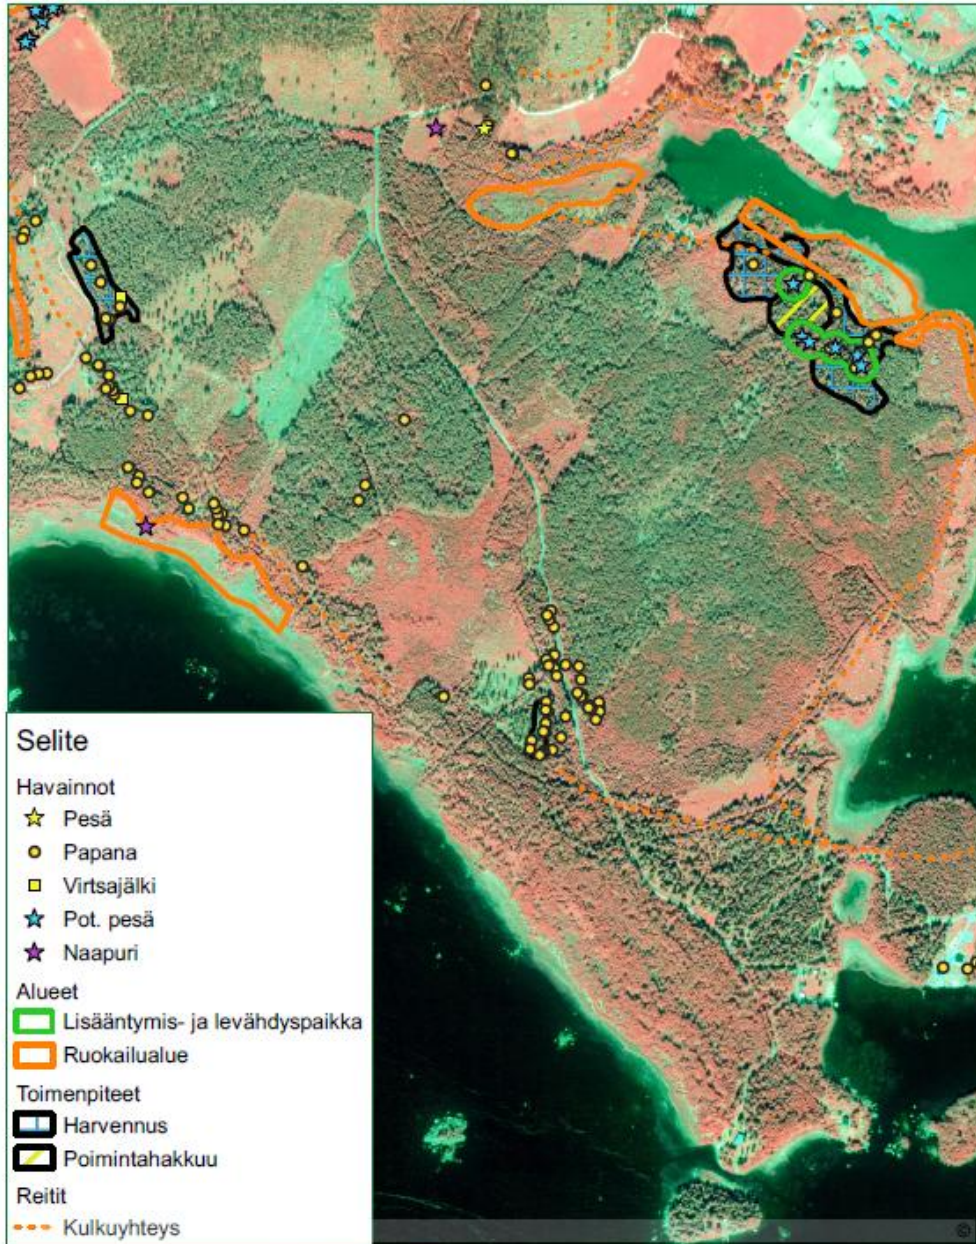 Selite
Havainnot
Pesä
Papana
Virtsajälki
Pot. pesä
Naapuri
Alueet
Lisääntymis- ja levähdyspaikka
Ruokailualue
Toimenpiteet
Harvennus
Poimintahakkuu
Reitit
Kulkuyhteys
©